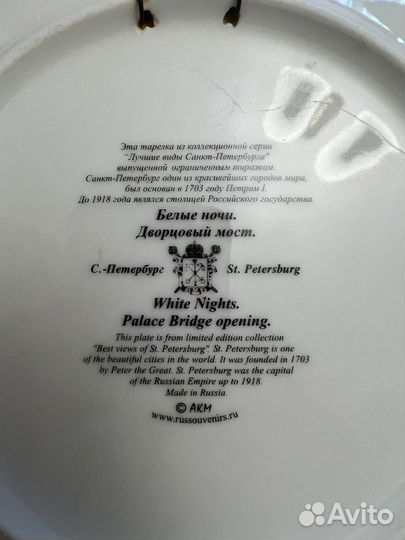 Эта тарелка из коллекционной серии
"Лучшие виды Санкт-Петербурга"
выпущенной ограниченным тиражом.
Санкт-Петербург один из красивейших городов мира,
был основан в 1703 году Петром I.
До 1918 года являлся столицей Российского государства.
Белые ночи.
Дворцовый мост.
С.-Петербург St. Petersburg
White Nights.
Palace Bridge opening.
This plate is from limited edition collection
"Best views of St. Petersburg". St. Petersburg is one
of the beautiful cities in the world. It was founded in 1703
by Peter the Great. St. Petersburg was the capital
of the Russian Empire up to 1918.
Made in Russia.
© AKM
www.russouvenirs.ru
Avito